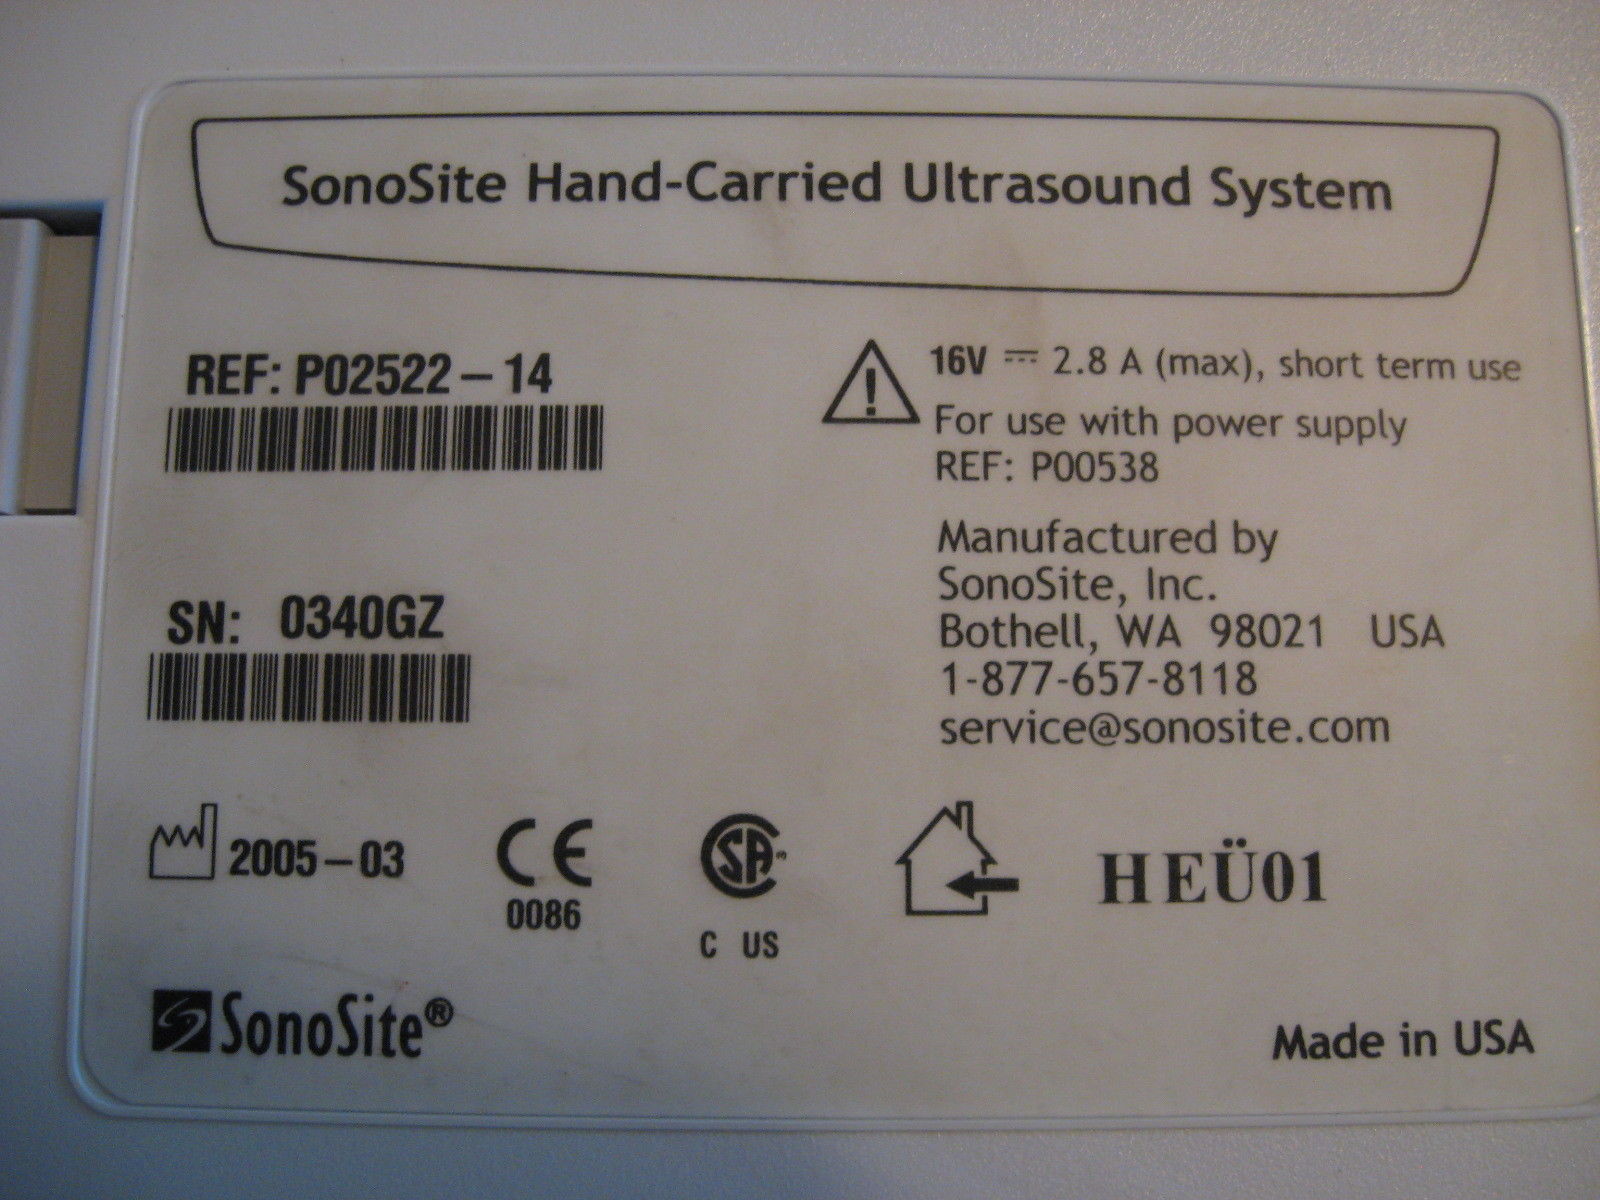 SonoSite Hand-Carried Ultrasound System
REF: P02522-14
16V ⎓ 2.8 A (max), short term use
For use with power supply
REF: P00538
Manufactured by
SonoSite, Inc.
Bothell, WA 98021 USA
1-877-657-8118
service@sonosite.com
SN: 0340GZ
2005-03
CE
0086
SA
C US
HEÜ01
SonoSite®
Made in USA